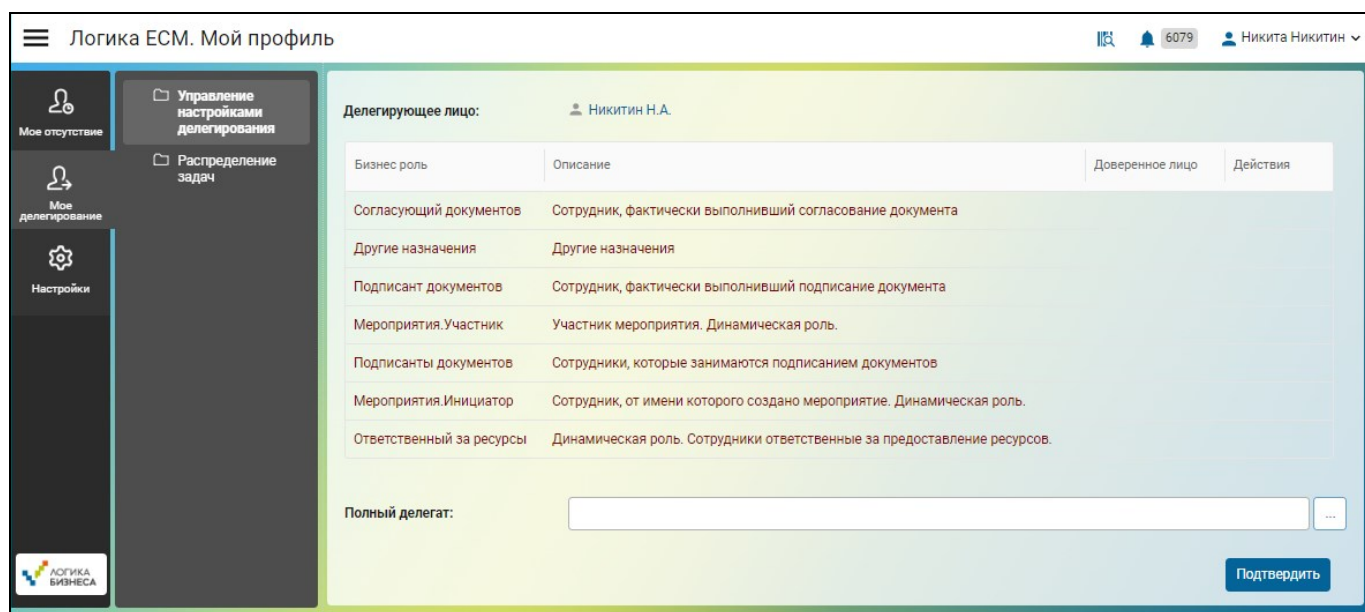 Логика ECM. Мой профиль
6079
Никита Никитин
Мое отсутствие
Мое
делегирование
Настройки
ЛОГИКА
БИЗНЕСА
Управление
настройками
делегирования
Распределение
задач
Делегирующее лицо: Никитин Н.А.
Бизнес роль Описание Доверенное лицо Действия
Согласующий документов Сотрудник, фактически выполнивший согласование документа
Другие назначения Другие назначения
Подписант документов Сотрудник, фактически выполнивший подписание документа
Мероприятия.Участник Участник мероприятия. Динамическая роль.
Подписанты документов Сотрудники, которые занимаются подписанием документов
Мероприятия.Инициатор Сотрудник, от имени которого создано мероприятие. Динамическая роль.
Ответственный за ресурсы Динамическая роль. Сотрудники ответственные за предоставление ресурсов.
Полный делегат: ...
Подтвердить